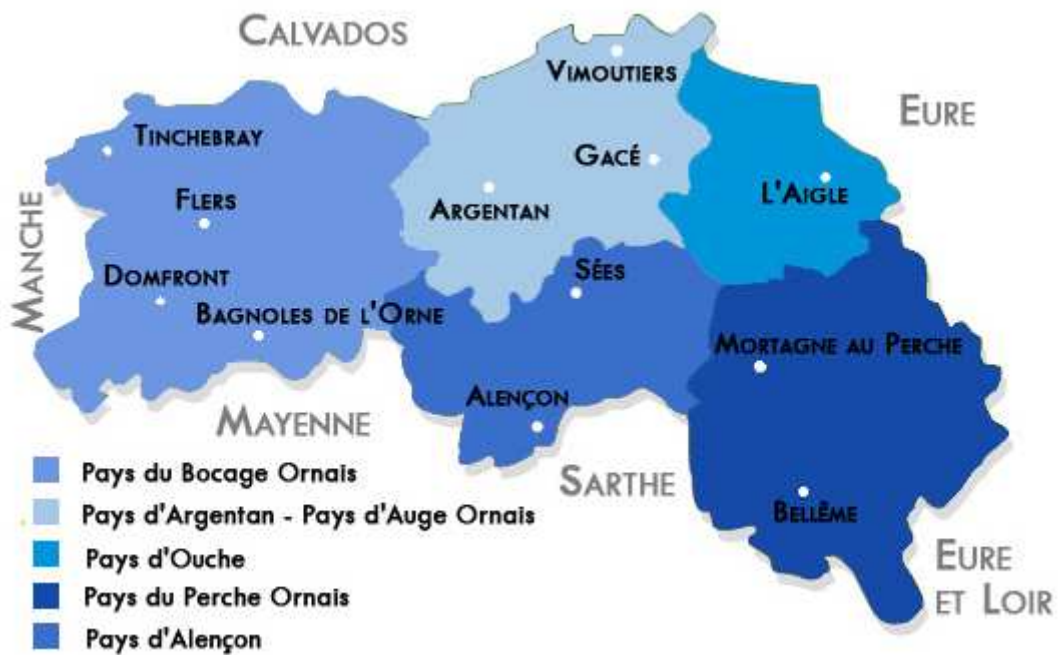 CALVADOS
VIMOUTIERS
EURE
TINCHEBRAY
GACÉ
L'AIGLE
MANCHE
FLERS
ARGENTAN
DOMFRONT
SÉES
BAGNOLES DE L'ORNE
MORTAGNE AU PERCHE
ALENÇON
MAYENNE
SARTHE
BELLÊME
EURE
ET LOIR
Pays du Bocage Ornais
Pays d'Argentan - Pays d'Auge Ornais
Pays d'Ouche
Pays du Perche Ornais
Pays d'Alençon